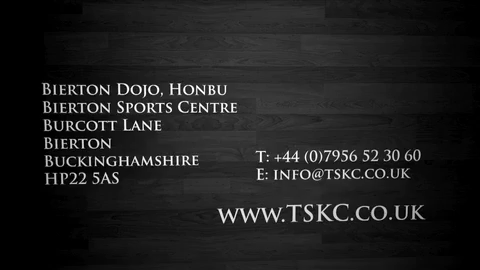 Bierton Dojo, Honbu
Bierton Sports Centre
Burcott Lane
Bierton
Buckinghamshire
HP22 5AS
T: +44 (0)7956 52 30 60
E: info@tskc.co.uk
www.TSKC.co.uk